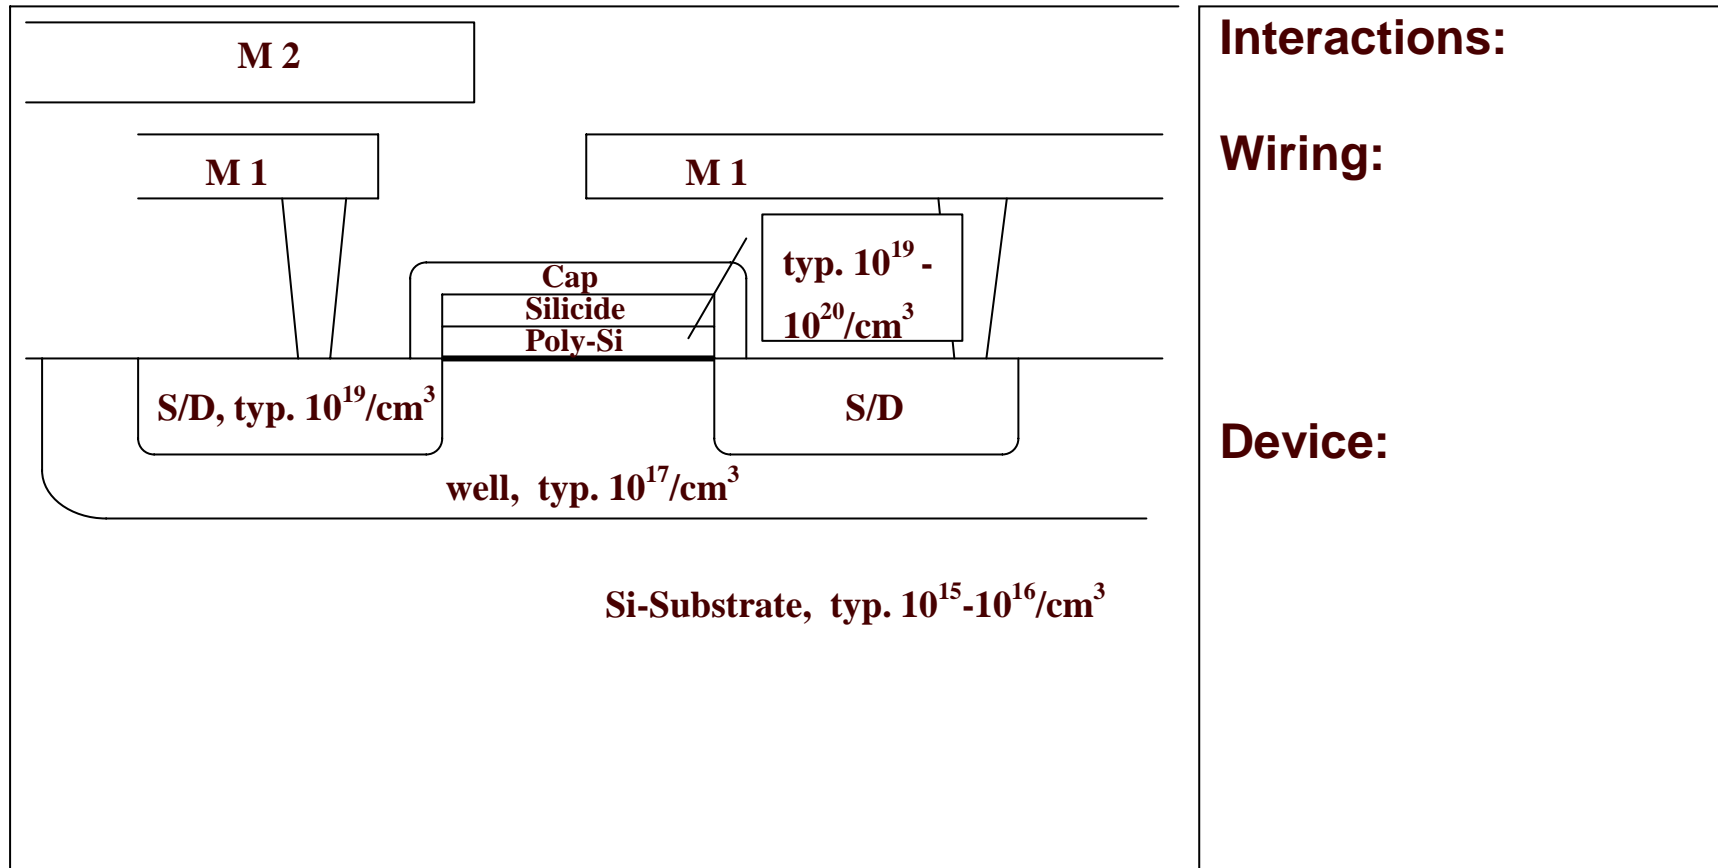 M 2
M 1
M 1
typ. 10^19 -
10^20/cm^3
Cap
Silicide
Poly-Si
S/D, typ. 10^19/cm^3
S/D
well, typ. 10^17/cm^3
Si-Substrate, typ. 10^15-10^16/cm^3
Interactions:
Wiring:
Device: